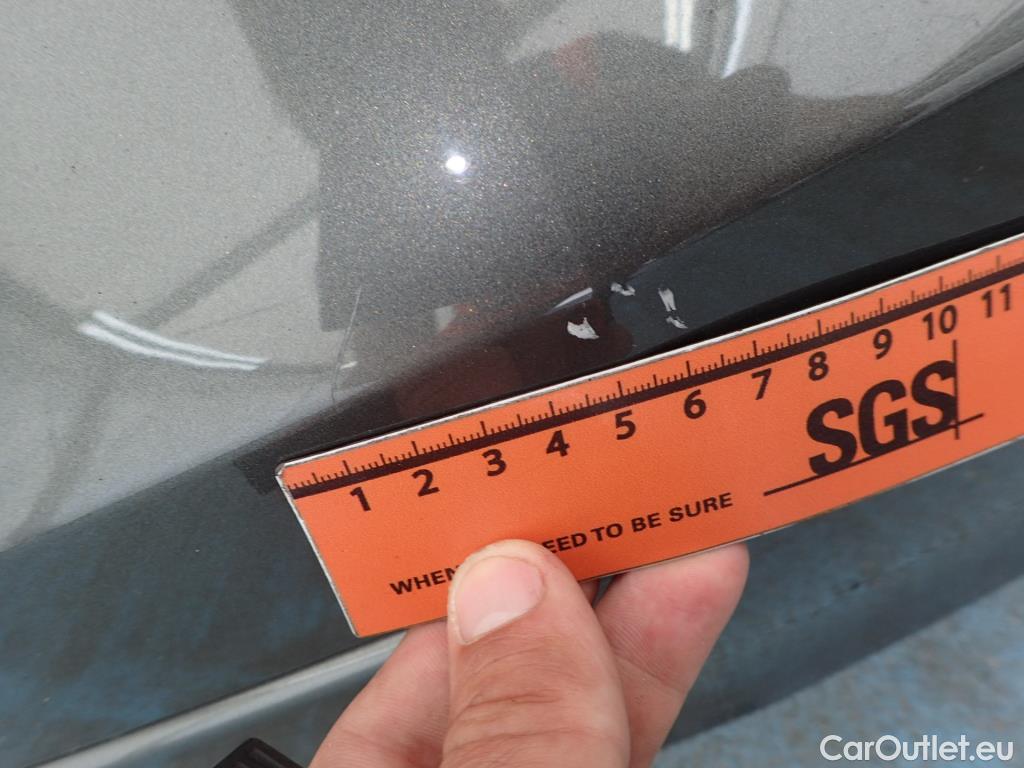 1 2 3 4 5 6 7 8 9 10 11
SGS
WHEN EED TO BE SURE
CarOutlet.eu